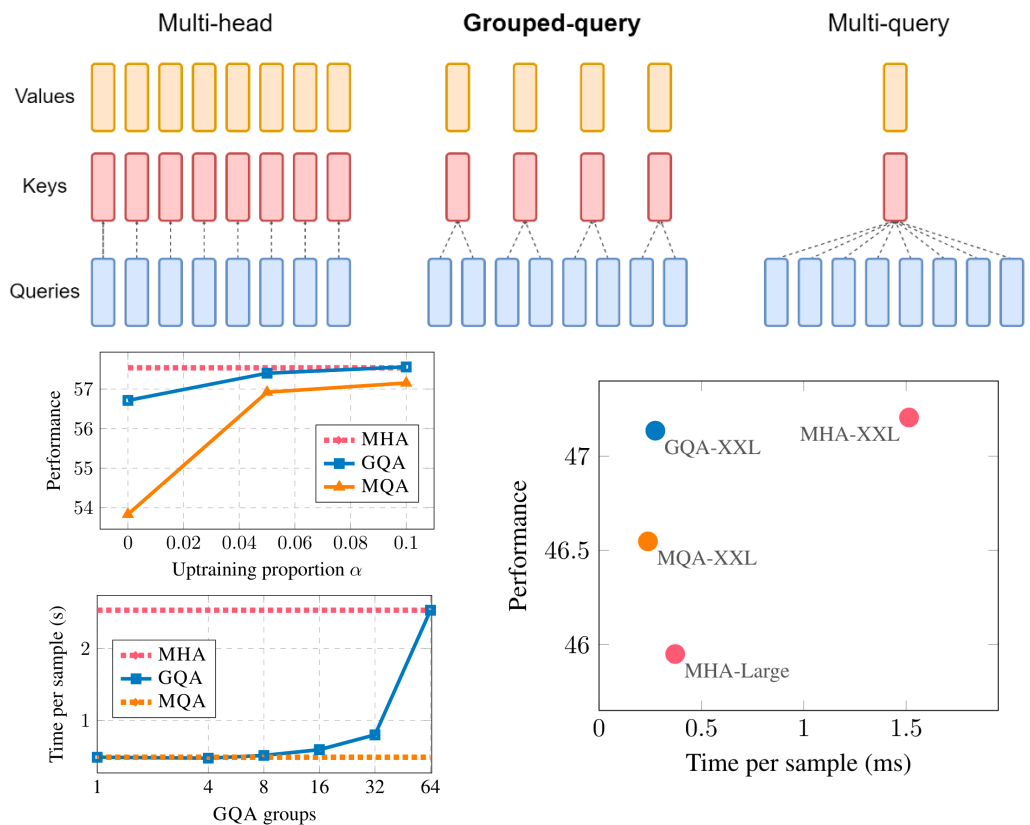 Multi-head
Grouped-query
Multi-query
Values
Keys
Queries
Performance
57
56
55
54
MHA
GQA
MQA
0 0.02 0.04 0.06 0.08 0.1
Uptraining proportion α
Time per sample (s)
2
1
MHA
GQA
MQA
1 4 8 16 32 64
GQA groups
Performance
47
46.5
46
MHA-XXL
GQA-XXL
MQA-XXL
MHA-Large
0 0.5 1 1.5
Time per sample (ms)